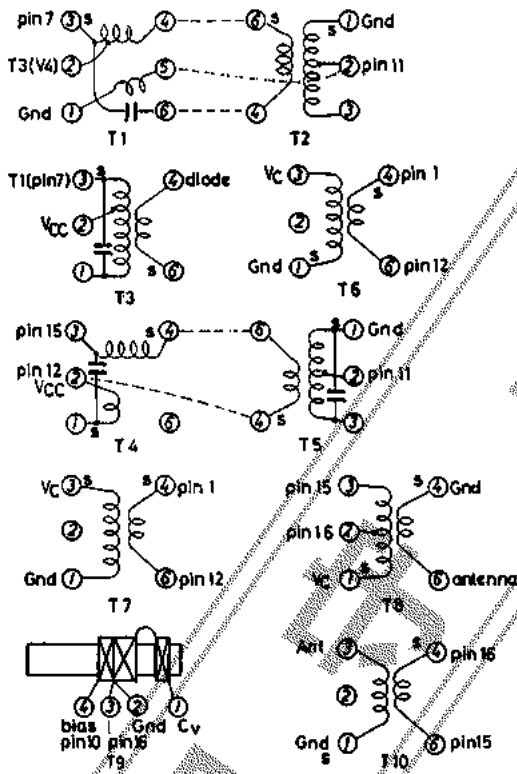 pin 7 3 s 4 6 1 Gnd
s
T3(V4) 2 5 2 pin 11
Gnd 1 6 4 3
T1 T2
T1(pin7) 3 s 4 diode
VCC 2
1 s 6
T3
VC 3 4 pin 1
s
2
Gnd 1 s 6 pin 12
T6
pin 15 3 s 4 6 s 1 Gnd
pin 12 2 2 pin 11
VCC
1 s 6 4 s 3
T4 T5
VC 3 s s 4 pin 1
2
Gnd 1 6 pin 12
T7
pin 15 3 s 4 Gnd
pin 16 2
VC 1 s 6 antenna
T8
4 3 2 1
bias Gnd Cv
pin10 pin 16
T9
Ant 3 s 4 pin 16
2
Gnd 1 6 pin 15
s
T10